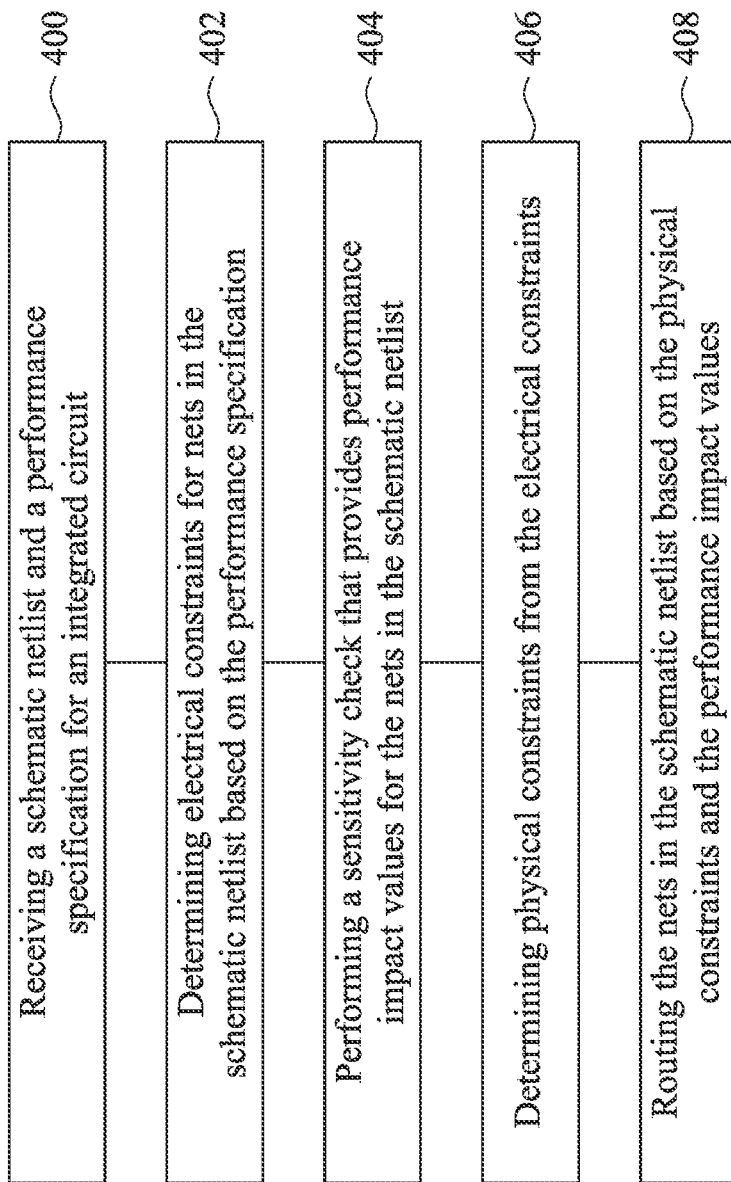 Receiving a schematic netlist and a performance
specification for an integrated circuit
400
Determining electrical constraints for nets in the
schematic netlist based on the performance specification
402
Performing a sensitivity check that provides performance
impact values for the nets in the schematic netlist
404
Determining physical constraints from the electrical constraints
406
Routing the nets in the schematic netlist based on the physical
constraints and the performance impact values
408